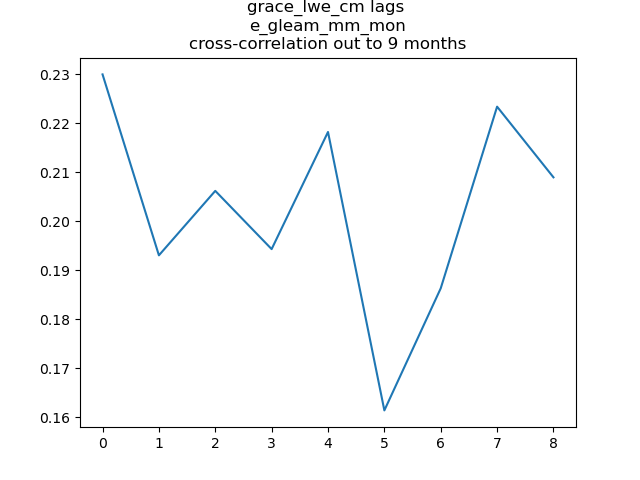 grace_lwe_cm lags
e_gleam_mm_mon
cross-correlation out to 9 months
0.23
0.22
0.21
0.20
0.19
0.18
0.17
0.16
0 1 2 3 4 5 6 7 8